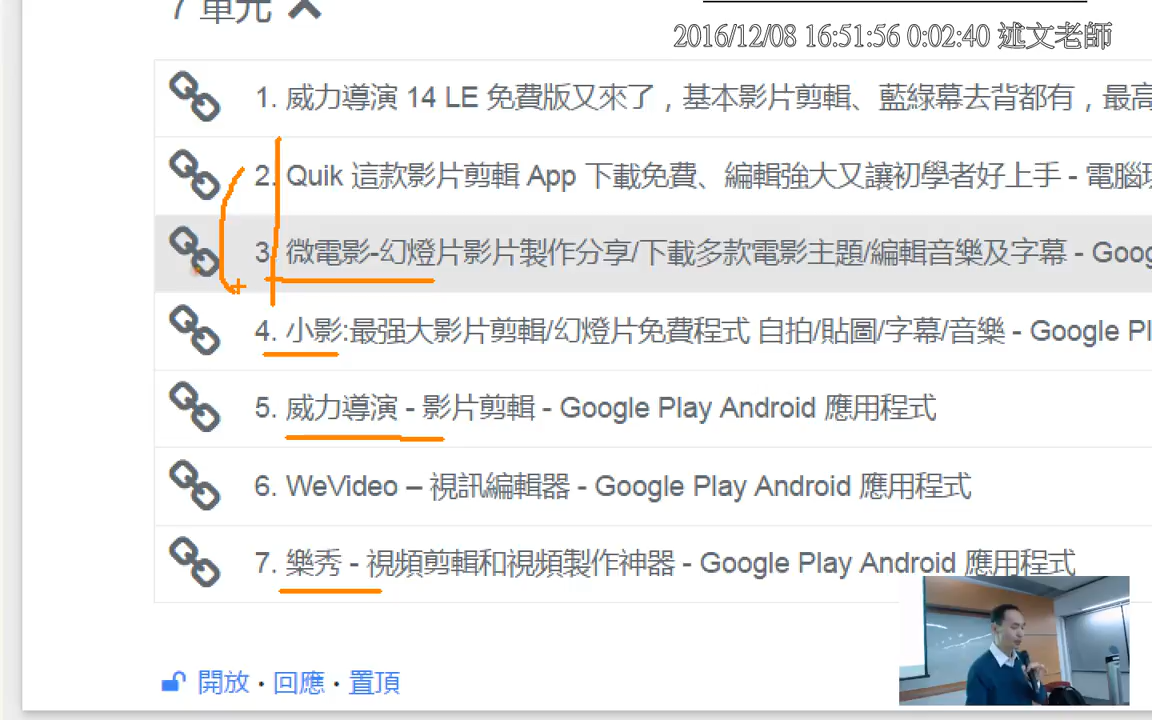 7 單元
2016/12/08 16:51:56 0:02:40 述文老師
1. 威力導演 14 LE 免費版又來了，基本影片剪輯、藍綠幕去背都有，最高
2. Quik 這款影片剪輯 App 下載免費、編輯強大又讓初學者好上手 - 電腦玩
3. 微電影-幻燈片影片製作分享/下載多款電影主題/編輯音樂及字幕 - Goog
4. 小影:最强大影片剪輯/幻燈片免費程式 自拍/貼圖/字幕/音樂 - Google Pl
5. 威力導演 - 影片剪輯 - Google Play Android 應用程式
6. WeVideo – 視訊編輯器 - Google Play Android 應用程式
7. 樂秀 - 視頻剪輯和視頻製作神器 - Google Play Android 應用程式
開放・回應・置頂